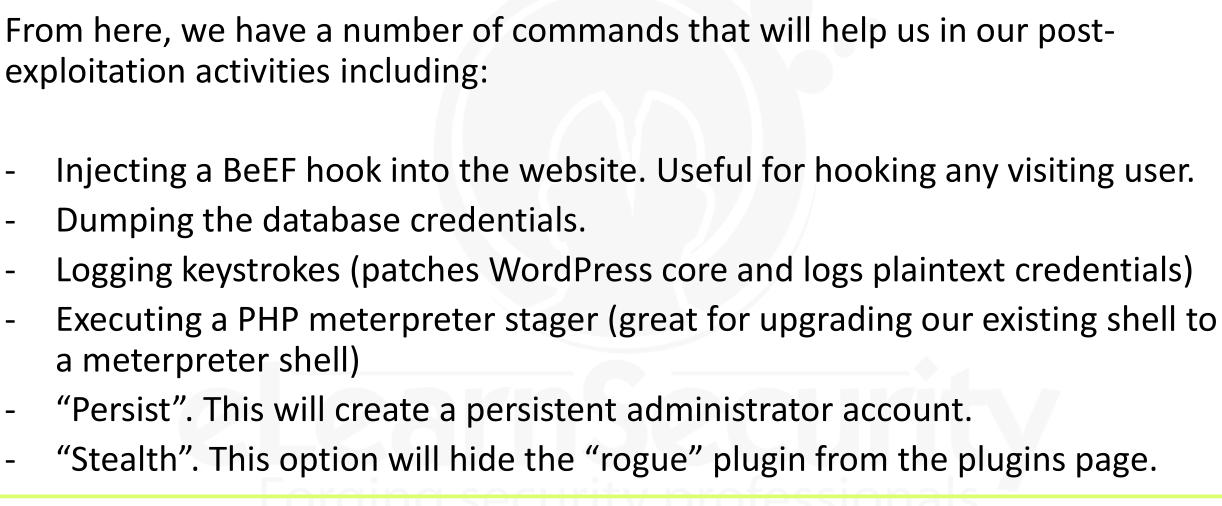 From here, we have a number of commands that will help us in our post-
exploitation activities including:
- Injecting a BeEF hook into the website. Useful for hooking any visiting user.
- Dumping the database credentials.
- Logging keystrokes (patches WordPress core and logs plaintext credentials)
- Executing a PHP meterpreter stager (great for upgrading our existing shell to
a meterpreter shell)
- “Persist”. This will create a persistent administrator account.
- “Stealth”. This option will hide the “rogue” plugin from the plugins page.
eLearnSecurity
Forging security professionals